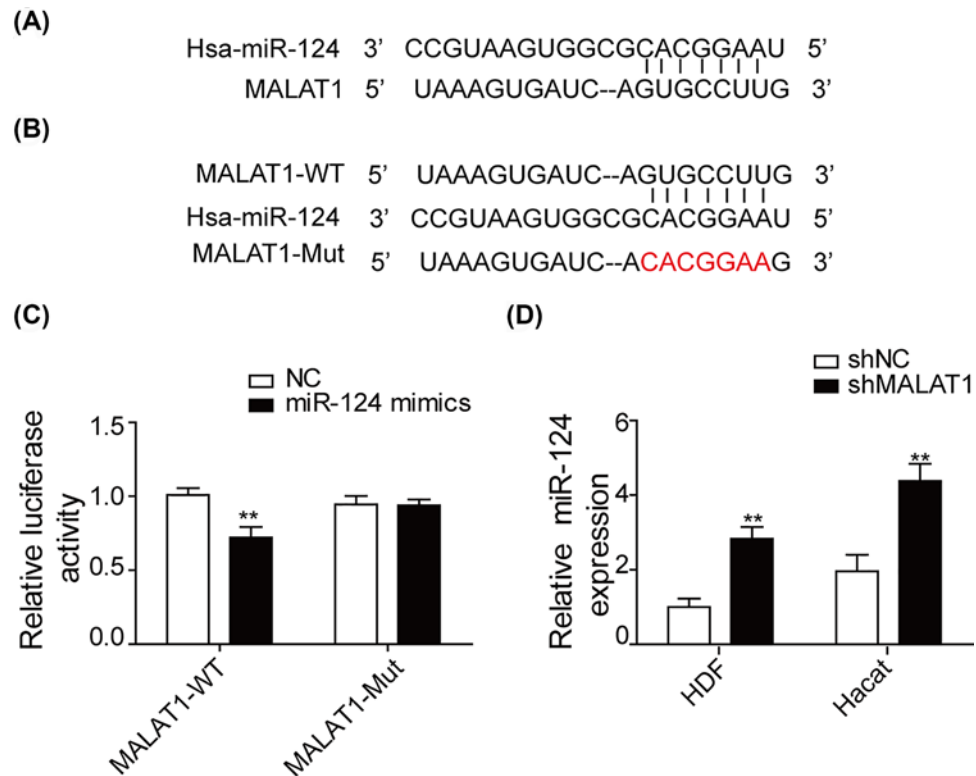 (A)
Hsa-miR-124 3' CCGUAAGUGGCGCACGGAAU 5'
MALAT1 5' UAAAGUGAUC--AGUGCCUUG 3'
(B)
MALAT1-WT 5' UAAAGUGAUC--AGUGCCUUG 3'
Hsa-miR-124 3' CCGUAAGUGGCGCACGGAAU 5'
MALAT1-Mut 5' UAAAGUGAUC--ACACGGAAG 3'
(C)
NC
miR-124 mimics
Relative luciferase
activity
1.5
1.0
0.5
0.0
**
MALAT1-WT
MALAT1-Mut
(D)
shNC
shMALAT1
Relative miR-124
expression
6
4
2
0
**
**
HDF
Hacat